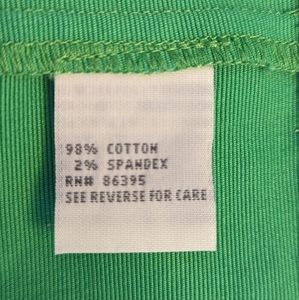 98% COTTON
2% SPANDEX
RN# 86395
SEE REVERSE FOR CARE